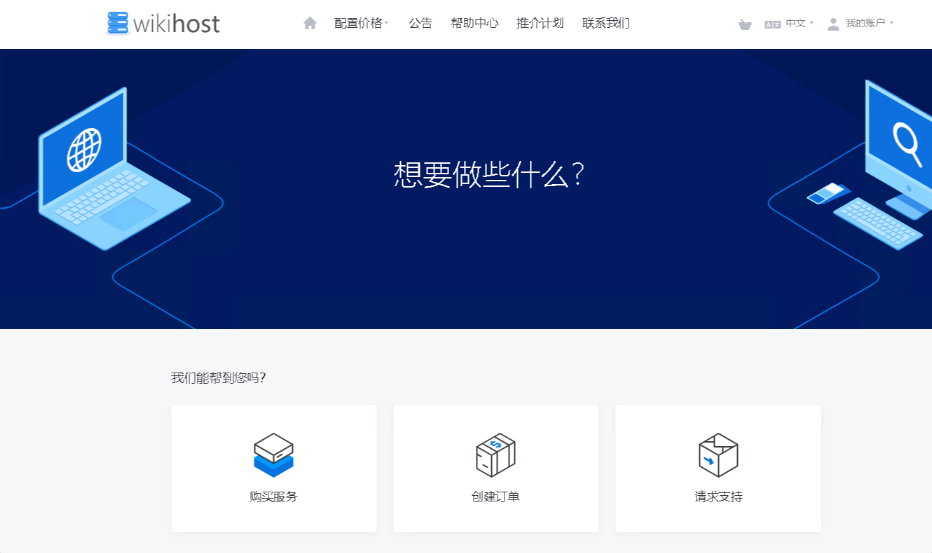 wikihost 配置价格 公告 帮助中心 推介计划 联系我们 中文 我的账户
想要做些什么?
我们能帮到您吗?
购买服务 创建订单 请求支持